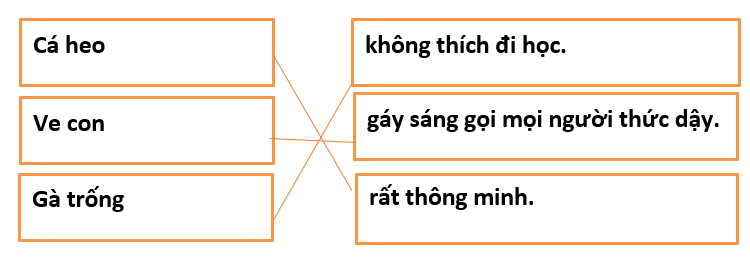 Cá heo
không thích đi học.
Ve con
gáy sáng gọi mọi người thức dậy.
Gà trống
rất thông minh.